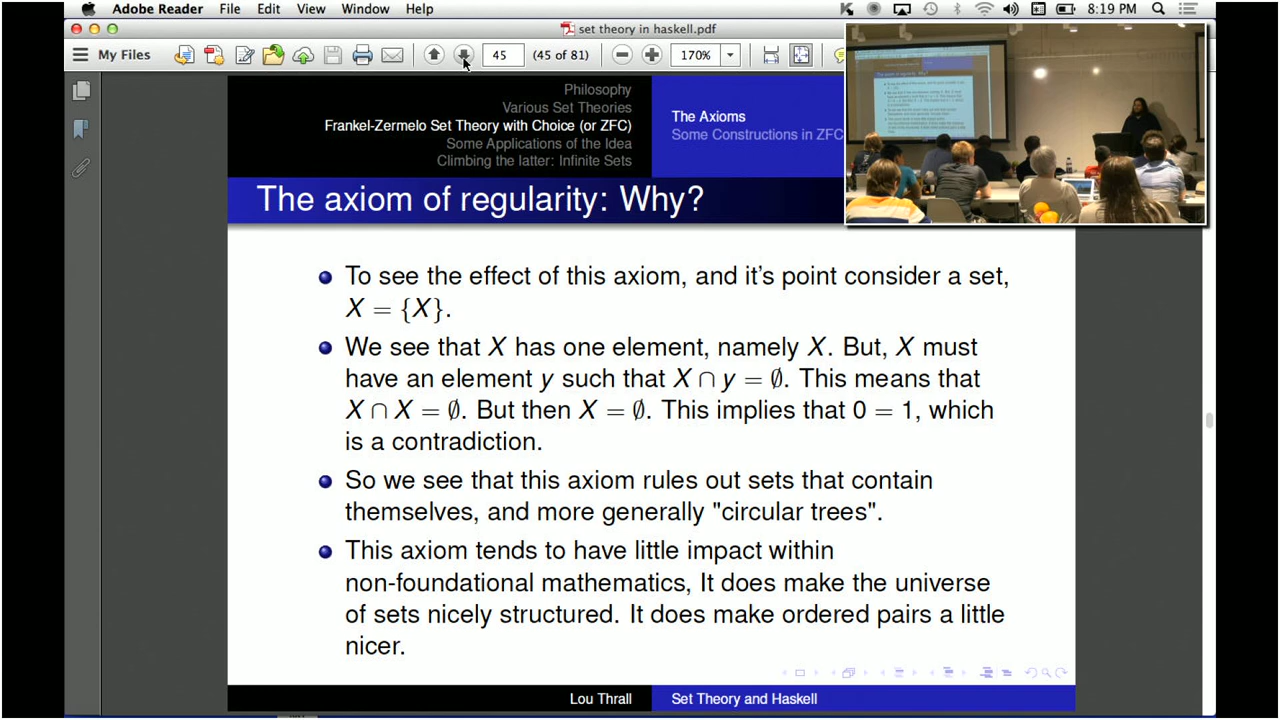 Adobe Reader File Edit View Window Help 8:19 PM
set theory in haskell.pdf
My Files 45 (45 of 81) 170%
Philosophy
Various Set Theories
Frankel-Zermelo Set Theory with Choice (or ZFC)
Some Applications of the Idea
Climbing the latter: Infinite Sets
The Axioms
Some Constructions in ZFC
The axiom of regularity: Why?
To see the effect of this axiom, and it's point consider a set,
X = {X}.
We see that X has one element, namely X. But, X must
have an element y such that X ∩ y = ∅. This means that
X ∩ X = ∅. But then X = ∅. This implies that 0 = 1, which
is a contradiction.
So we see that this axiom rules out sets that contain
themselves, and more generally "circular trees".
This axiom tends to have little impact within
non-foundational mathematics, It does make the universe
of sets nicely structured. It does make ordered pairs a little
nicer.
Lou Thrall Set Theory and Haskell